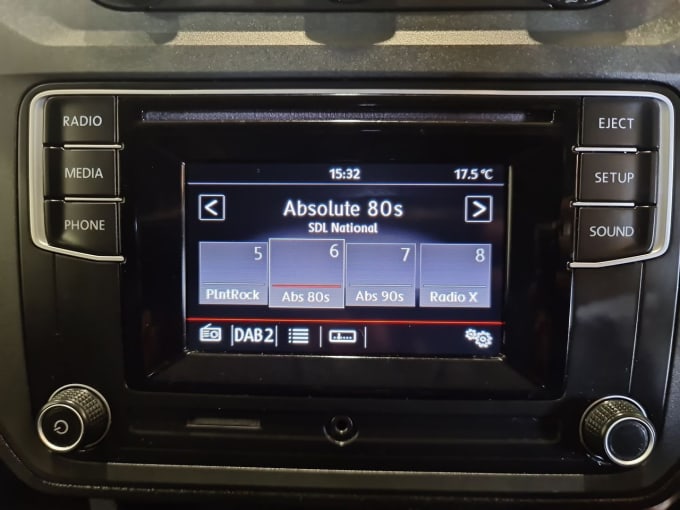 RADIO
MEDIA
PHONE
15:32
17.5 °C
< Absolute 80s >
SDL National
5 6 7 8
PlntRock Abs 80s Abs 90s Radio X
DAB2
EJECT
SETUP
SOUND